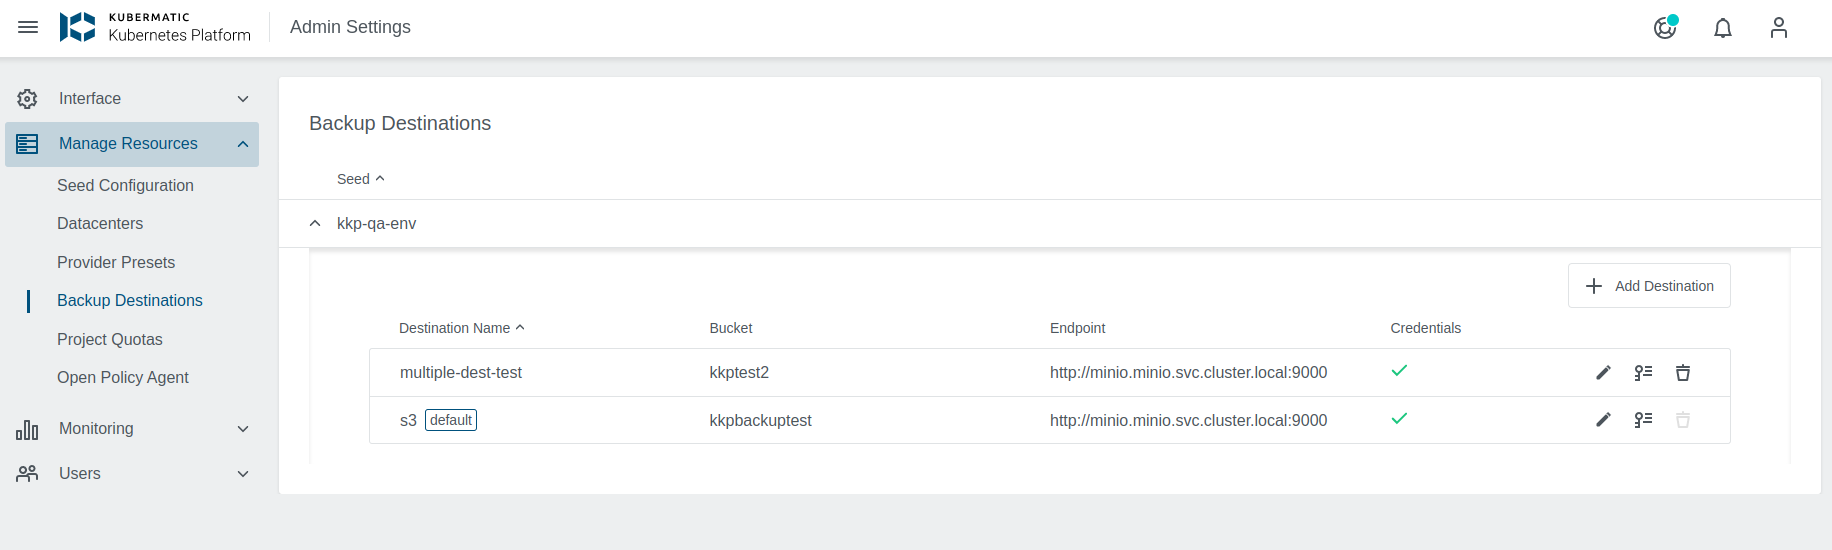 KUBERMATIC
Kubernetes Platform
Admin Settings
Interface
Manage Resources
Seed Configuration
Datacenters
Provider Presets
Backup Destinations
Project Quotas
Open Policy Agent
Monitoring
Users
Backup Destinations
Seed
kkp-qa-env
Add Destination
Destination Name Bucket Endpoint Credentials
multiple-dest-test kkptest2 http://minio.minio.svc.cluster.local:9000
s3 default kkpbackuptest http://minio.minio.svc.cluster.local:9000